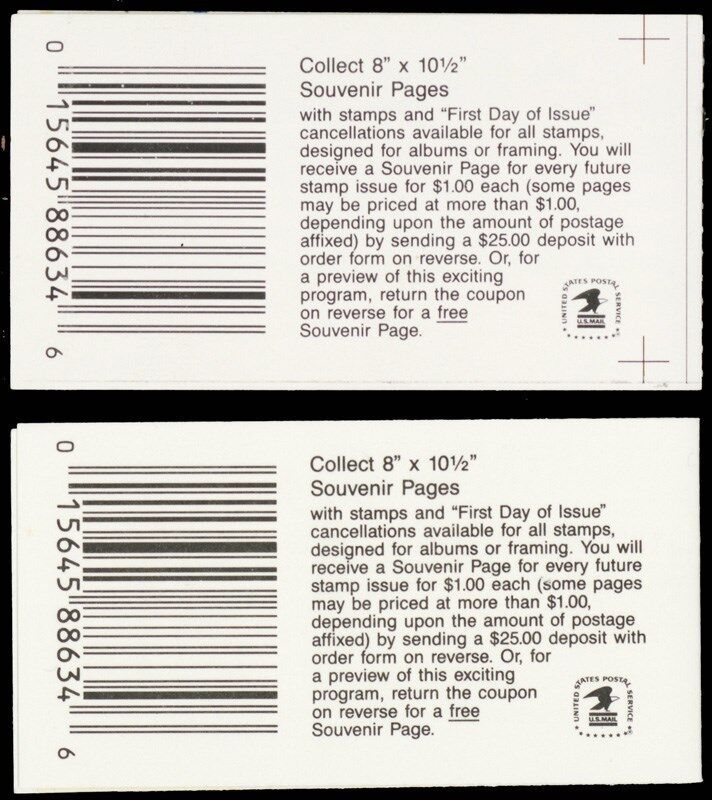 0
15645 88634
6
Collect 8" x 10½"
Souvenir Pages
with stamps and "First Day of Issue"
cancellations available for all stamps,
designed for albums or framing. You will
receive a Souvenir Page for every future
stamp issue for $1.00 each (some pages
may be priced at more than $1.00,
depending upon the amount of postage
affixed) by sending a $25.00 deposit with
order form on reverse. Or, for
a preview of this exciting
program, return the coupon
on reverse for a free
Souvenir Page.
UNITED STATES POSTAL SERVICE
U.S.MAIL
0
15645 88634
6
Collect 8" x 10½"
Souvenir Pages
with stamps and "First Day of Issue"
cancellations available for all stamps,
designed for albums or framing. You will
receive a Souvenir Page for every future
stamp issue for $1.00 each (some pages
may be priced at more than $1.00,
depending upon the amount of postage
affixed) by sending a $25.00 deposit with
order form on reverse. Or, for
a preview of this exciting
program, return the coupon
on reverse for a free
Souvenir Page.
UNITED STATES POSTAL SERVICE
U.S.MAIL